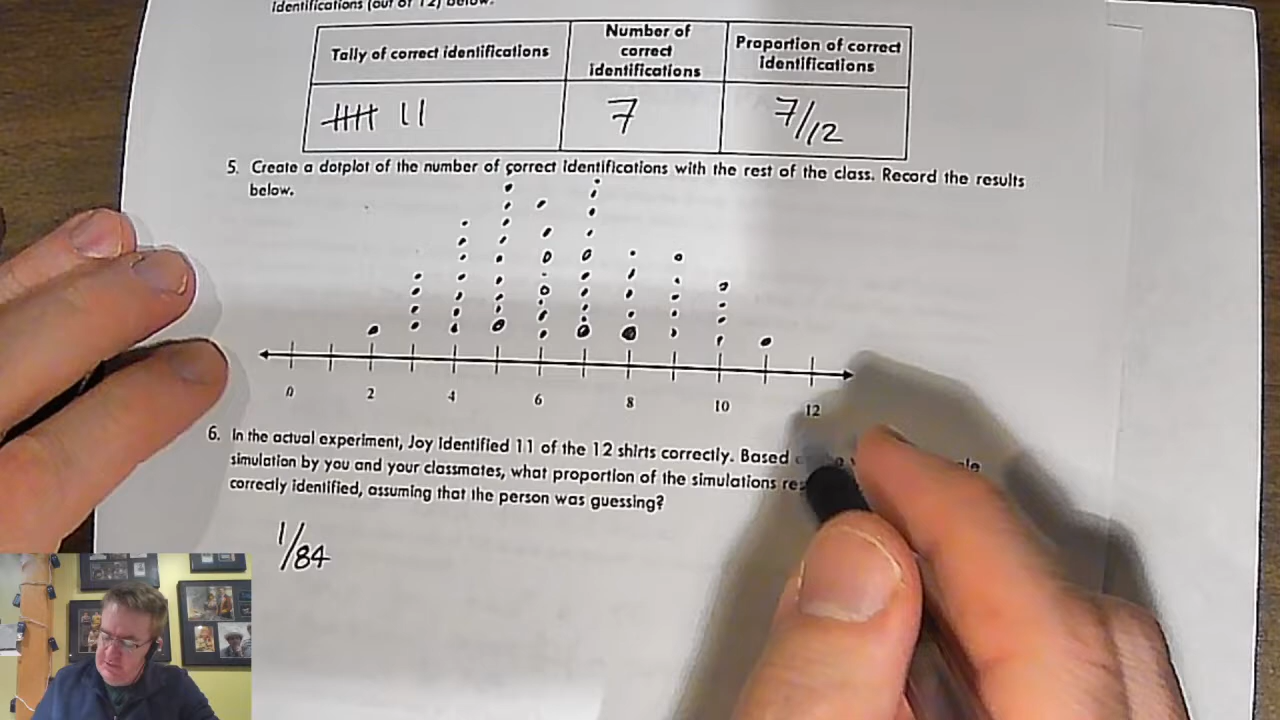 identifications (out of 12) below.
Tally of correct identifications
Number of
correct
identifications
Proportion of correct
identifications
7
7/12
5. Create a dotplot of the number of correct identifications with the rest of the class. Record the results
below.
0 2 4 6 8 10 12
6. In the actual experiment, Joy identified 11 of the 12 shirts correctly. Based
simulation by you and your classmates, what proportion of the simulations
correctly identified, assuming that the person was guessing?
1/84